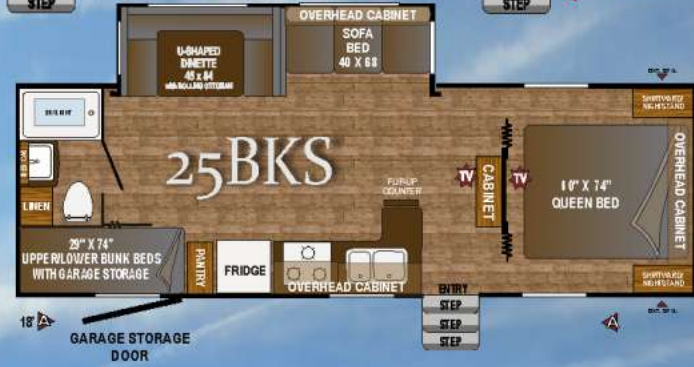 STEP
STEP
OVERHEAD CABINET
U-SHAPED
DINETTE
SOFA
BED
40 X 68
25BKS
LINEN
29" X 74"
UPPER/LOWER BUNK BEDS
WITH GARAGE STORAGE
PANTRY
FRIDGE
OVERHEAD CABINET
FLIP-UP
COUNTER
TV
CABINET
TV
QUEEN BED
OVERHEAD CABINET
ENTRY
STEP
STEP
STEP
18' A
A
GARAGE STORAGE
DOOR